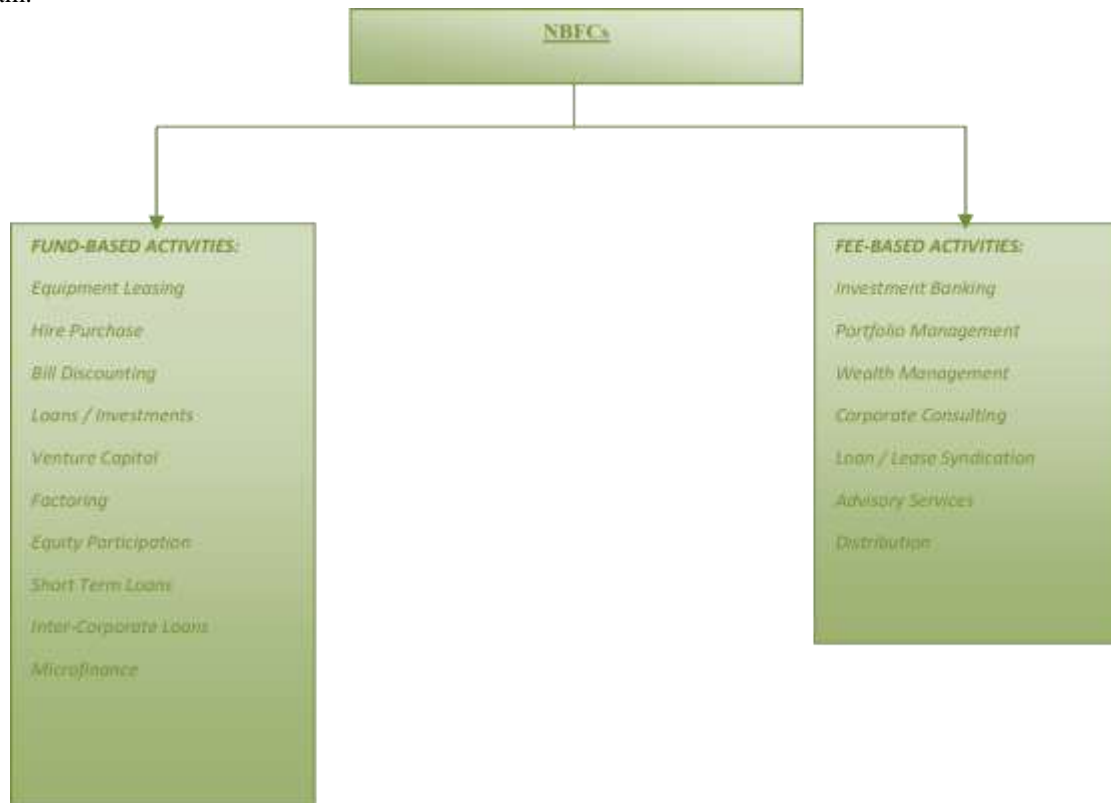 NBFCs
FUND-BASED ACTIVITIES:
Equipment Leasing
Hire Purchase
Bill Discounting
Loans / Investments
Venture Capital
Factoring
Equity Participation
Short Term Loans
Inter-Corporate Loans
Microfinance
FEE-BASED ACTIVITIES:
Investment Banking
Portfolio Management
Wealth Management
Corporate Consulting
Loan / Lease Syndication
Advisory Services
Distribution